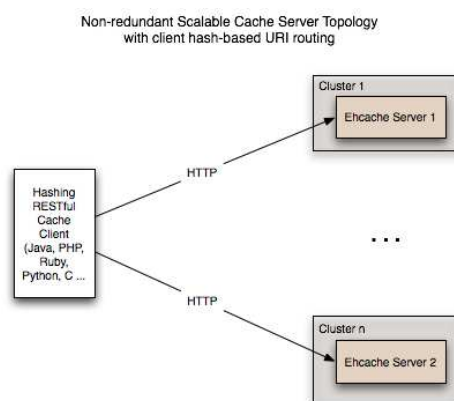 Non-redundant Scalable Cache Server Topology
with client hash-based URI routing
Cluster 1
Ehcache Server 1
HTTP
Hashing
RESTful
Cache
Client
(Java, PHP,
Ruby,
Python, C ...
...
HTTP
Cluster n
Ehcache Server 2